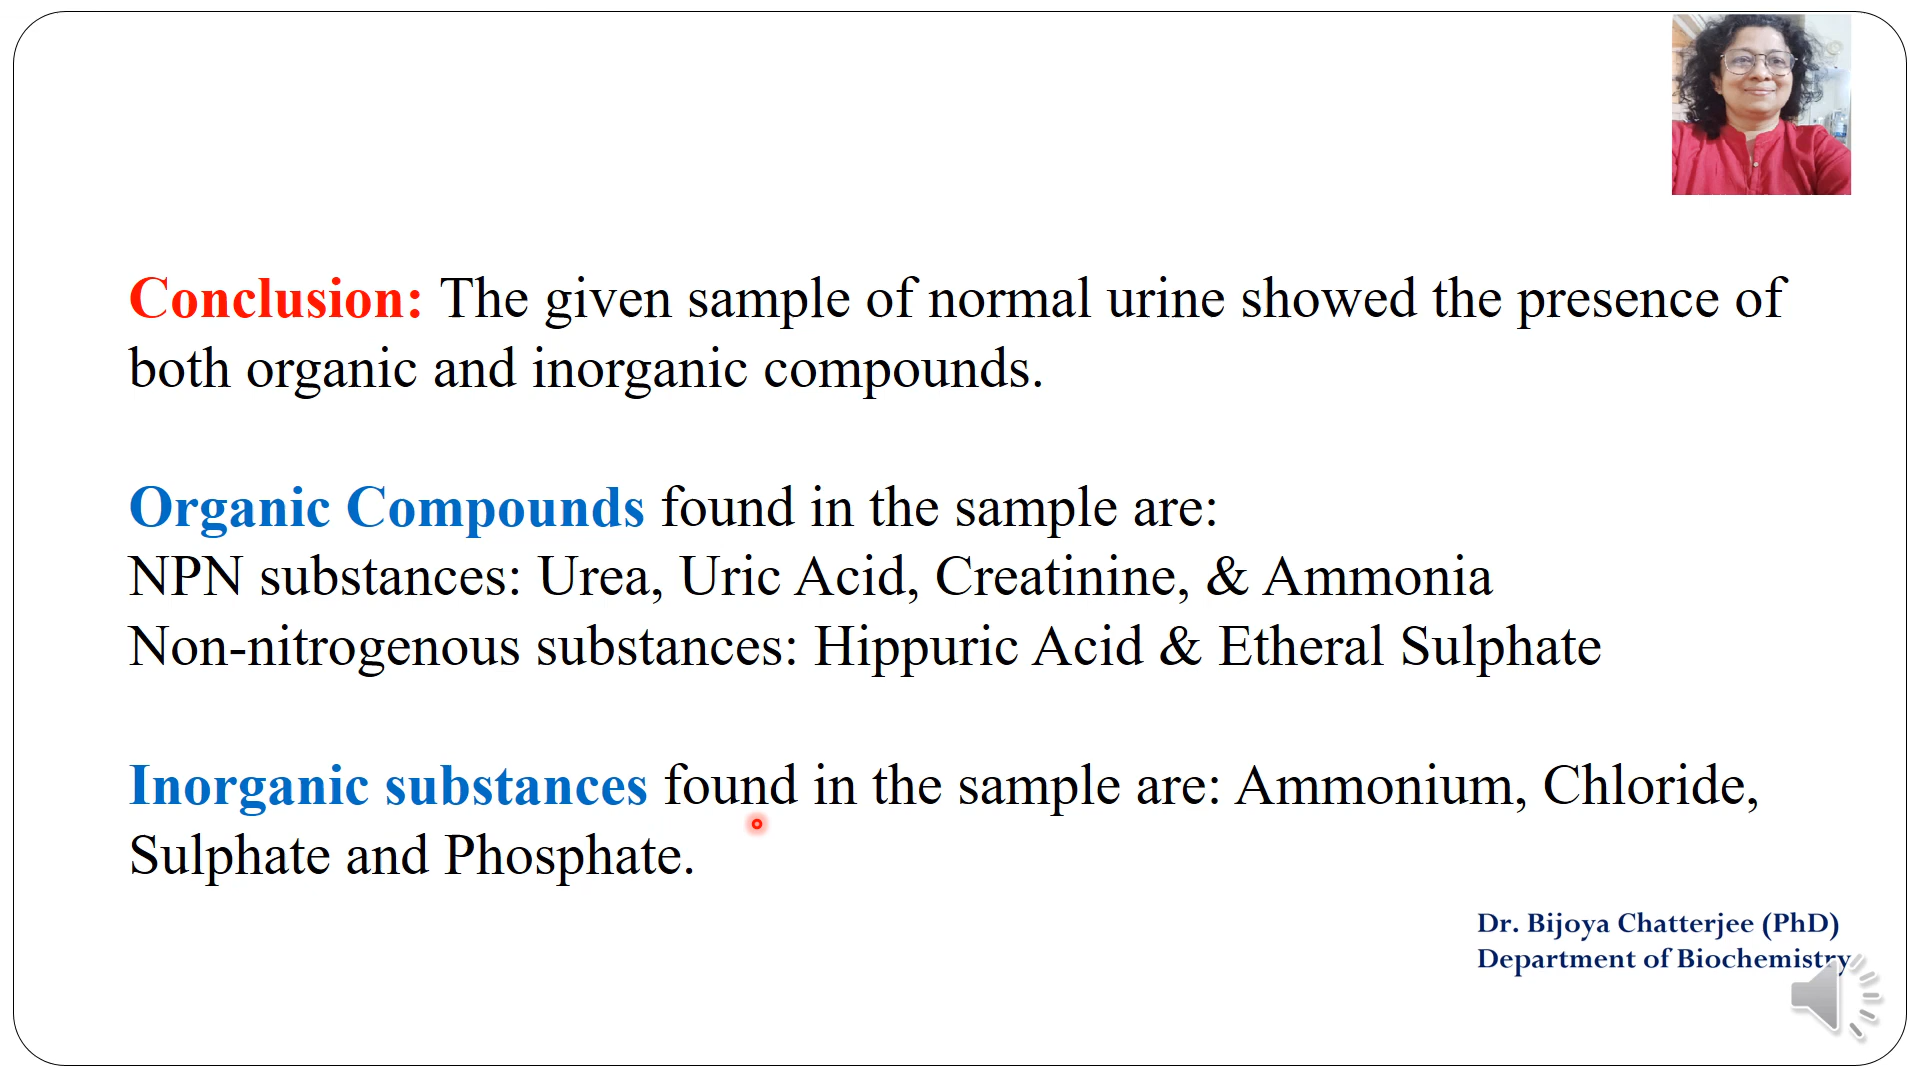 Conclusion: The given sample of normal urine showed the presence of
both organic and inorganic compounds.
Organic Compounds found in the sample are:
NPN substances: Urea, Uric Acid, Creatinine, & Ammonia
Non-nitrogenous substances: Hippuric Acid & Etheral Sulphate
Inorganic substances found in the sample are: Ammonium, Chloride,
Sulphate and Phosphate.
Dr. Bijoya Chatterjee (PhD)
Department of Biochemistry